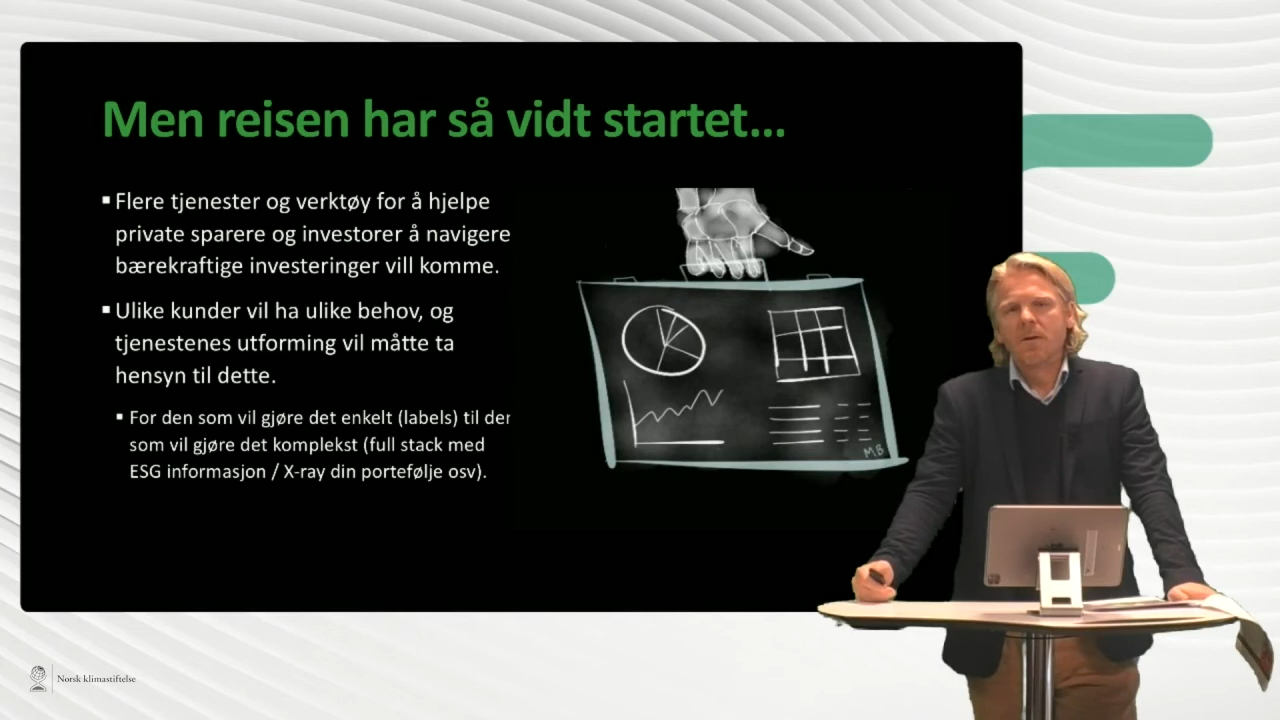 Men reisen har så vidt startet...
▪ Flere tjenester og verktøy for å hjelpe
private sparere og investorer å navigere
bærekraftige investeringer vill komme.
▪ Ulike kunder vil ha ulike behov, og
tjenestenes utforming vil måtte ta
hensyn til dette.
▪ For den som vil gjøre det enkelt (labels) til der
som vil gjøre det komplekst (full stack med
ESG informasjon / X-ray din portefølje osv).
MB
Norsk klimastiftelse